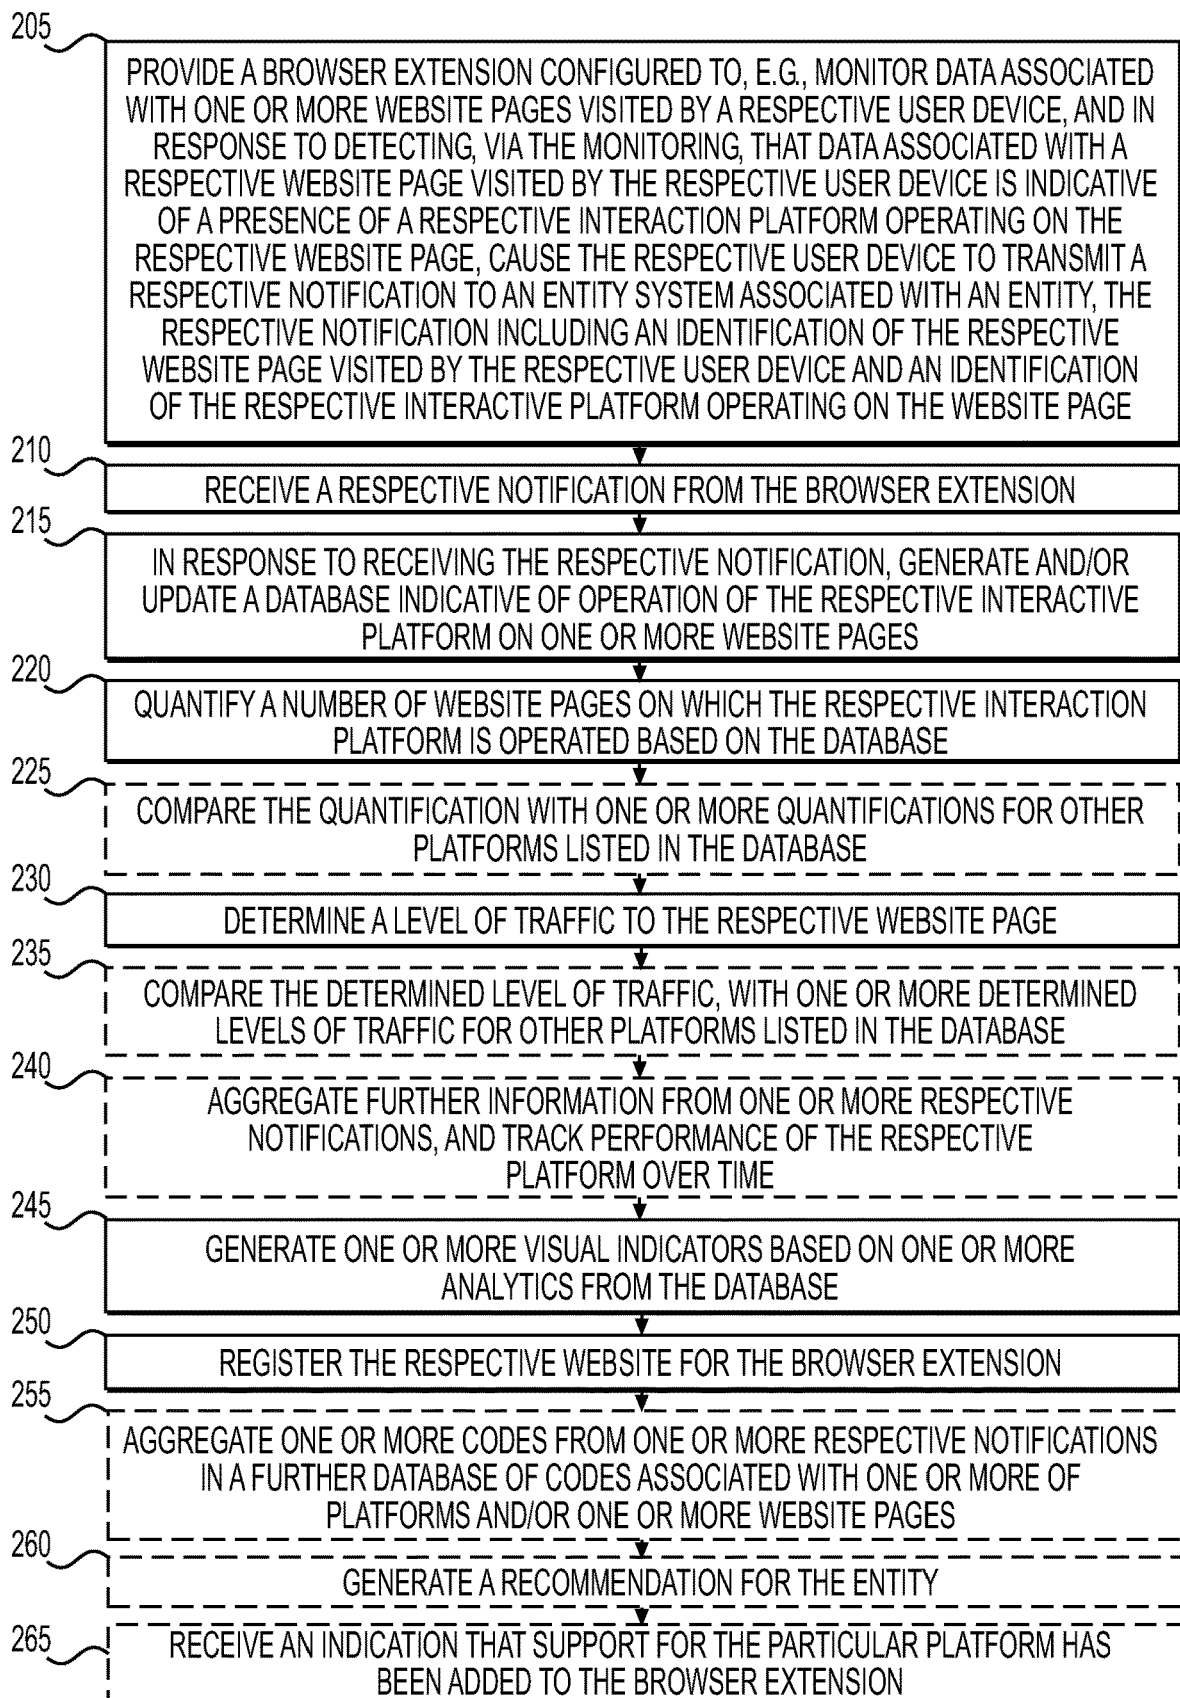 205
PROVIDE A BROWSER EXTENSION CONFIGURED TO, E.G., MONITOR DATA ASSOCIATED
WITH ONE OR MORE WEBSITE PAGES VISITED BY A RESPECTIVE USER DEVICE, AND IN
RESPONSE TO DETECTING, VIA THE MONITORING, THAT DATA ASSOCIATED WITH A
RESPECTIVE WEBSITE PAGE VISITED BY THE RESPECTIVE USER DEVICE IS INDICATIVE
OF A PRESENCE OF A RESPECTIVE INTERACTION PLATFORM OPERATING ON THE
RESPECTIVE WEBSITE PAGE, CAUSE THE RESPECTIVE USER DEVICE TO TRANSMIT A
RESPECTIVE NOTIFICATION TO AN ENTITY SYSTEM ASSOCIATED WITH AN ENTITY, THE
RESPECTIVE NOTIFICATION INCLUDING AN IDENTIFICATION OF THE RESPECTIVE
WEBSITE PAGE VISITED BY THE RESPECTIVE USER DEVICE AND AN IDENTIFICATION
OF THE RESPECTIVE INTERACTIVE PLATFORM OPERATING ON THE WEBSITE PAGE
210
RECEIVE A RESPECTIVE NOTIFICATION FROM THE BROWSER EXTENSION
215
IN RESPONSE TO RECEIVING THE RESPECTIVE NOTIFICATION, GENERATE AND/OR
UPDATE A DATABASE INDICATIVE OF OPERATION OF THE RESPECTIVE INTERACTIVE
PLATFORM ON ONE OR MORE WEBSITE PAGES
220
QUANTIFY A NUMBER OF WEBSITE PAGES ON WHICH THE RESPECTIVE INTERACTION
PLATFORM IS OPERATED BASED ON THE DATABASE
225
COMPARE THE QUANTIFICATION WITH ONE OR MORE QUANTIFICATIONS FOR OTHER
PLATFORMS LISTED IN THE DATABASE
230
DETERMINE A LEVEL OF TRAFFIC TO THE RESPECTIVE WEBSITE PAGE
235
COMPARE THE DETERMINED LEVEL OF TRAFFIC, WITH ONE OR MORE DETERMINED
LEVELS OF TRAFFIC FOR OTHER PLATFORMS LISTED IN THE DATABASE
240
AGGREGATE FURTHER INFORMATION FROM ONE OR MORE RESPECTIVE
NOTIFICATIONS, AND TRACK PERFORMANCE OF THE RESPECTIVE
PLATFORM OVER TIME
245
GENERATE ONE OR MORE VISUAL INDICATORS BASED ON ONE OR MORE
ANALYTICS FROM THE DATABASE
250
REGISTER THE RESPECTIVE WEBSITE FOR THE BROWSER EXTENSION
255
AGGREGATE ONE OR MORE CODES FROM ONE OR MORE RESPECTIVE NOTIFICATIONS
IN A FURTHER DATABASE OF CODES ASSOCIATED WITH ONE OR MORE OF
PLATFORMS AND/OR ONE OR MORE WEBSITE PAGES
260
GENERATE A RECOMMENDATION FOR THE ENTITY
265
RECEIVE AN INDICATION THAT SUPPORT FOR THE PARTICULAR PLATFORM HAS
BEEN ADDED TO THE BROWSER EXTENSION